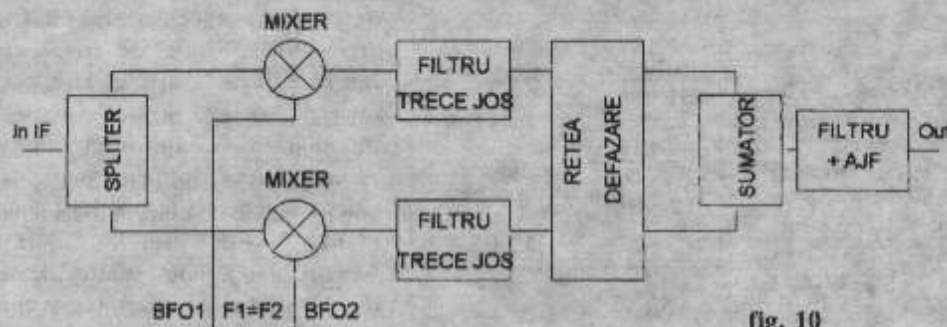 MIXER
FILTRU
TRECE JOS
In IF
SPLITER
RETEA
DEFAZARE
SUMATOR
FILTRU
+ AJF
Out
MIXER
FILTRU
TRECE JOS
BFO1 F1=F2 BFO2
fig. 10